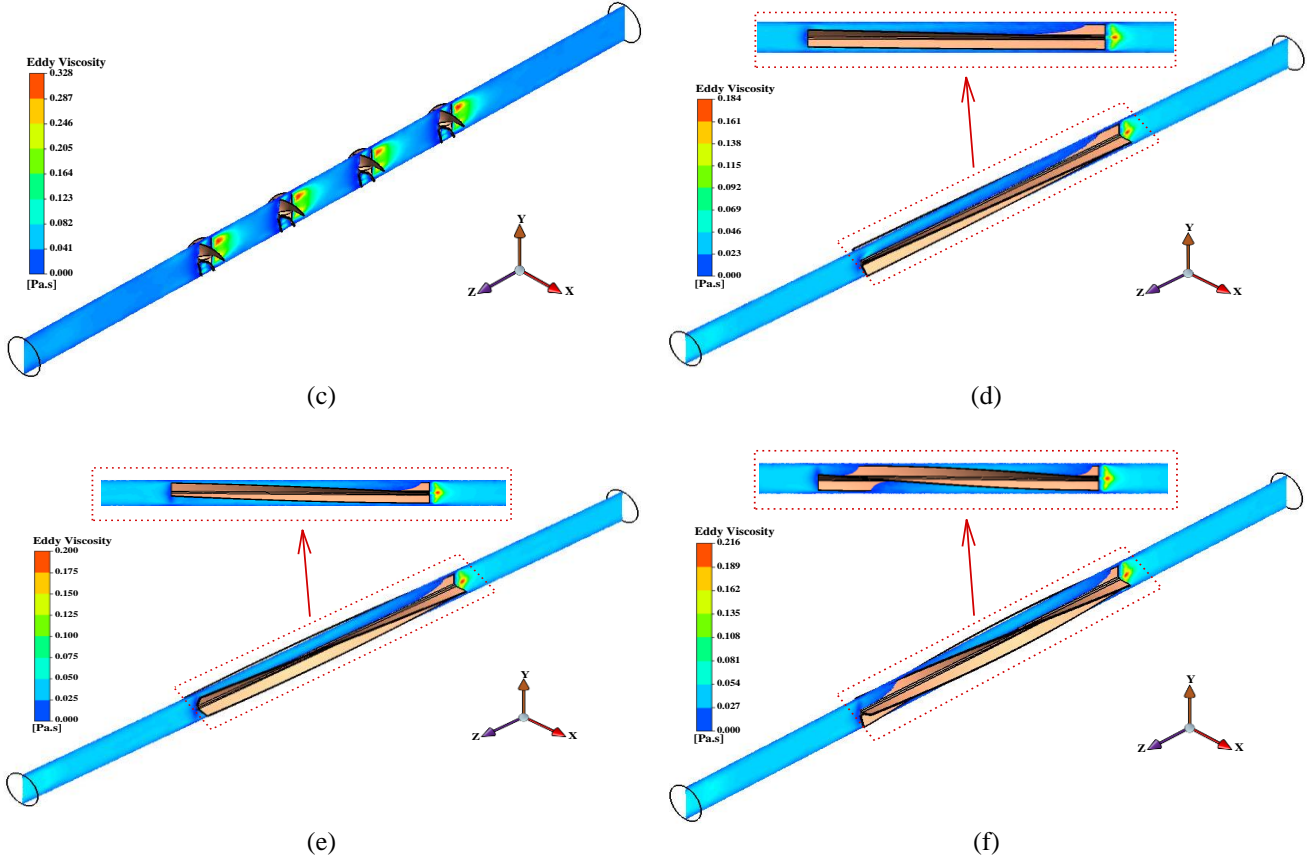 Eddy Viscosity
0.328
0.287
0.246
0.205
0.164
0.123
0.082
0.041
0.000
[Pa.s]
Y
Z
X
(c)
Eddy Viscosity
0.184
0.161
0.138
0.115
0.092
0.069
0.046
0.023
0.000
[Pa.s]
Y
Z
X
(d)
Eddy Viscosity
0.200
0.175
0.150
0.125
0.100
0.075
0.050
0.025
0.000
[Pa.s]
Y
Z
X
(e)
Eddy Viscosity
0.216
0.189
0.162
0.135
0.108
0.081
0.054
0.027
0.000
[Pa.s]
Y
Z
X
(f)